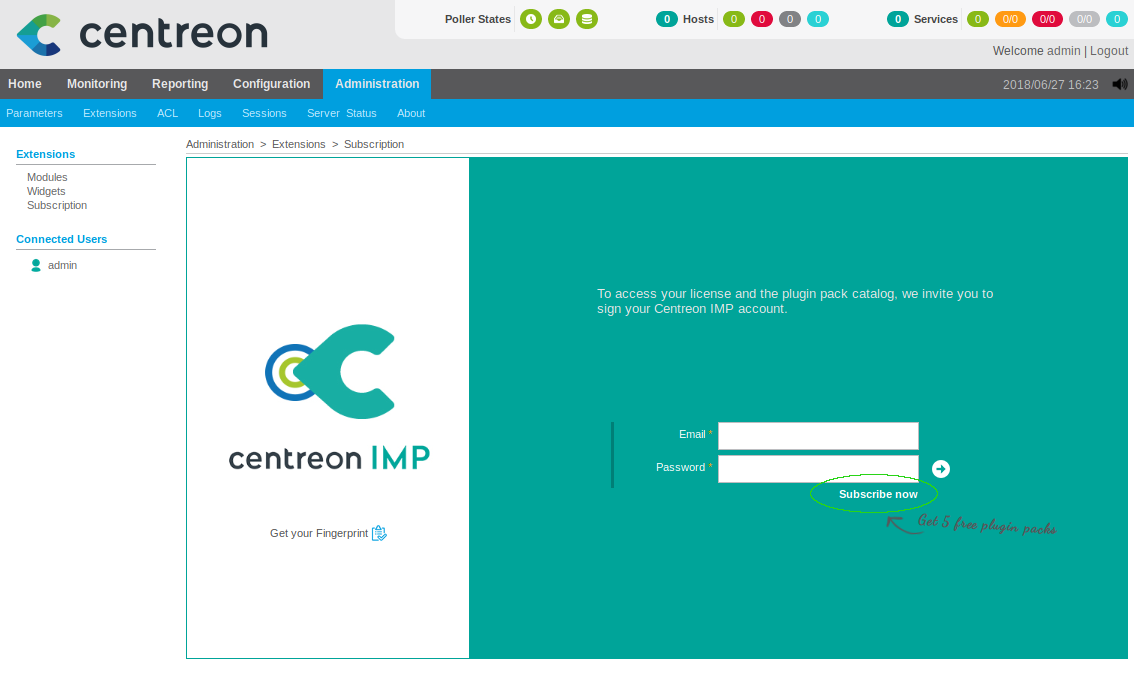 centreon
Poller States
0 Hosts 0 0 0 0
0 Services 0 0/0 0/0 0/0 0
Welcome admin | Logout
Home Monitoring Reporting Configuration Administration 2018/06/27 16:23
Parameters Extensions ACL Logs Sessions Server Status About
Extensions
Modules
Widgets
Subscription
Connected Users
admin
Administration > Extensions > Subscription
centreon IMP
Get your Fingerprint
To access your license and the plugin pack catalog, we invite you to
sign your Centreon IMP account.
Email *
Password *
Subscribe now
Get 5 free plugin packs